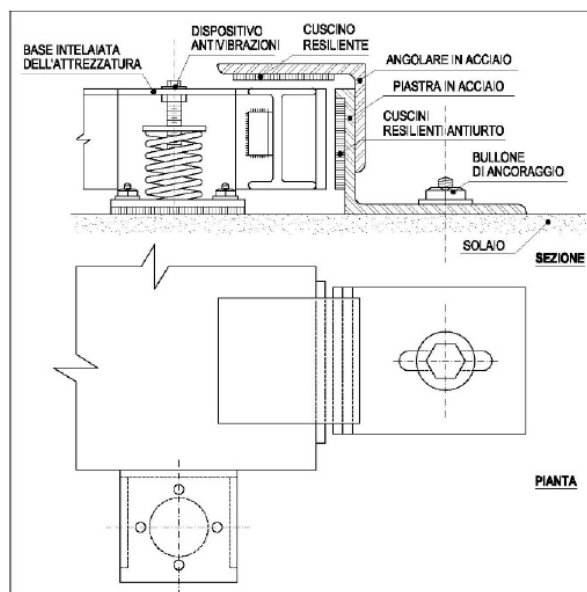 DISPOSITIVO
ANTIVIBRAZIONI
CUSCINO
RESILIENTE
BASE INTELAIATA
DELL'ATTREZZATURA
ANGOLARE IN ACCIAIO
PIASTRA IN ACCIAIO
CUSCINI
RESILIENTI ANTIURTO
BULLONE
DI ANCORAGGIO
SOLAIO
SEZIONE
PIANTA